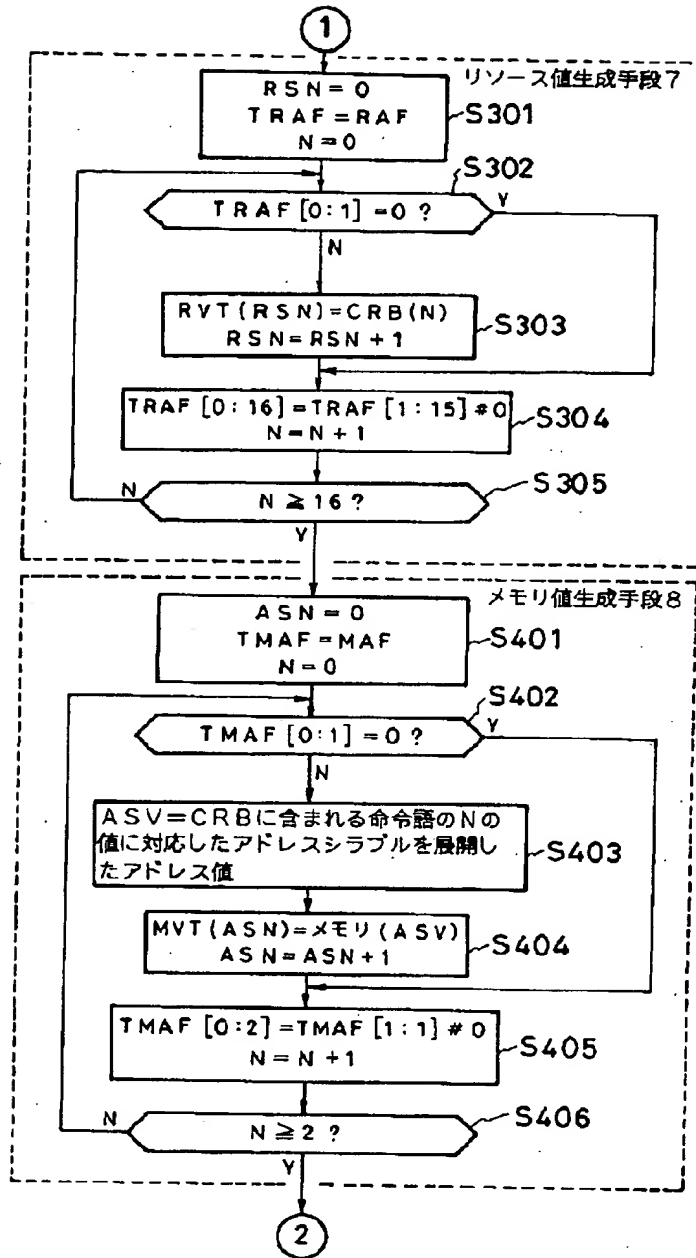 1
リソース値生成手段7
RSN=0
TRAF=RAF
N=0
S301
S302
TRAF[0:1]=0?
Y
N
RVT(RSN)=CRB(N)
RSN=RSN+1
S303
TRAF[0:16]=TRAF[1:15]#0
N=N+1
S304
S305
N
N≧16?
Y
メモリ値生成手段8
ASN=0
TMAF=MAF
N=0
S401
S402
TMAF[0:1]=0?
Y
N
ASV=CRBに含まれる命令語のNの
値に対応したアドレスシラブルを展開し
たアドレス値
S403
MVT(ASN)=メモリ(ASV)
ASN=ASN+1
S404
TMAF[0:2]=TMAF[1:1]#0
N=N+1
S405
S406
N
N≧2?
Y
2